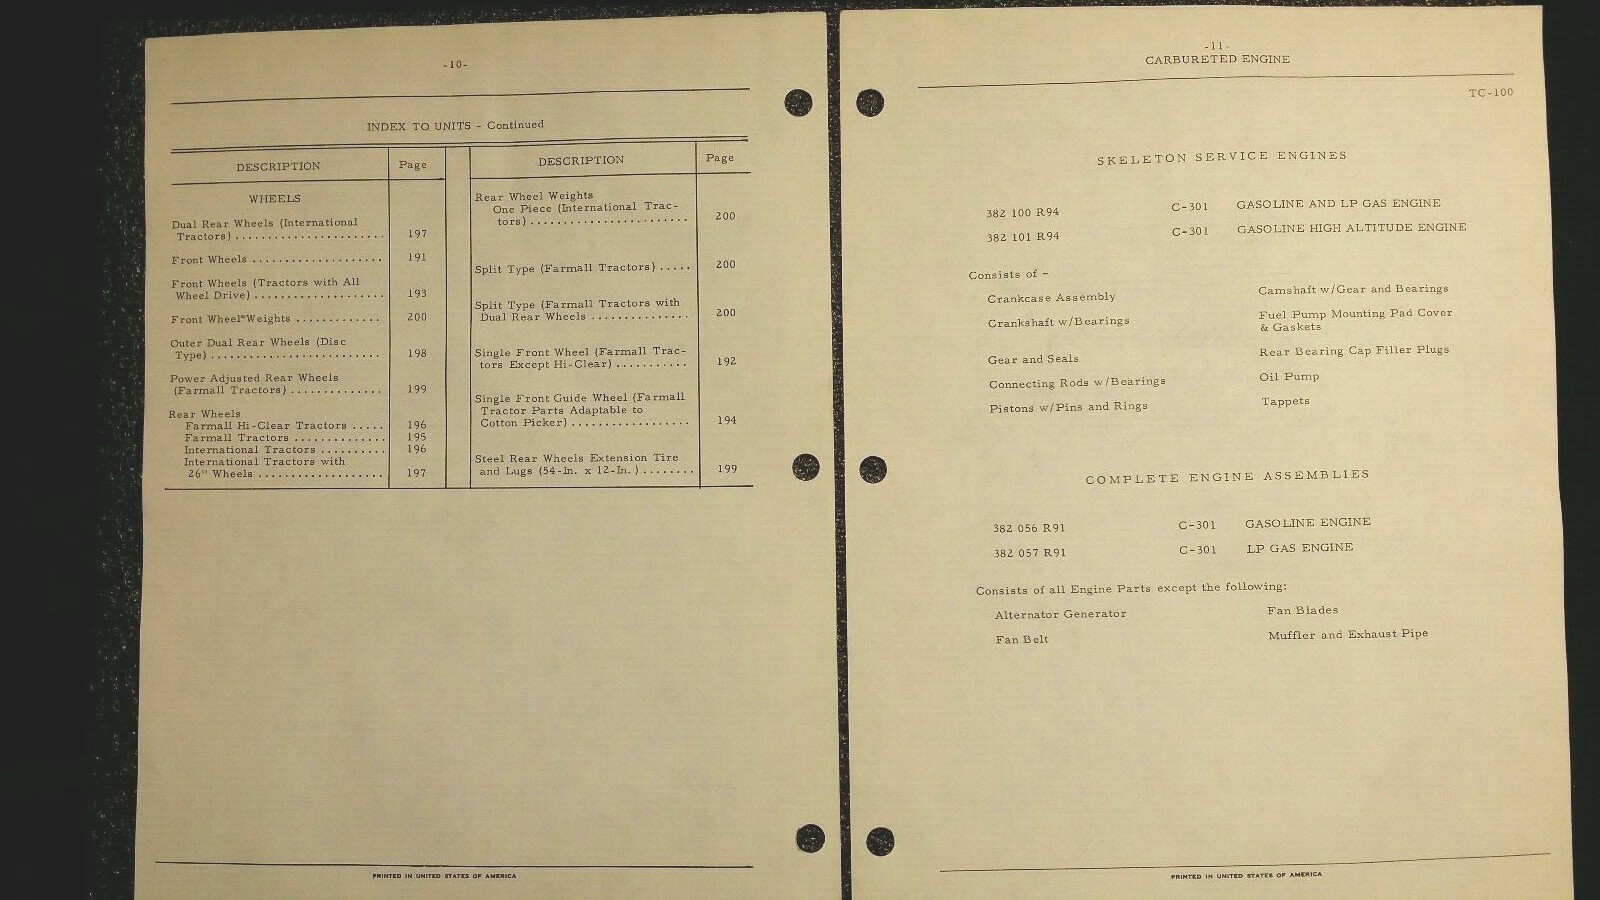 -10-
INDEX TO UNITS - Continued
DESCRIPTION Page
WHEELS
Dual Rear Wheels (International
Tractors) ....................... 197
Front Wheels .................... 191
Front Wheels (Tractors with All
Wheel Drive) .................... 193
Front Wheel Weights ............. 200
Outer Dual Rear Wheels (Disc
Type) .......................... 198
Power Adjusted Rear Wheels
(Farmall Tractors) .............. 199
Rear Wheels
Farmall Hi-Clear Tractors ..... 196
Farmall Tractors .............. 195
International Tractors .......... 196
International Tractors with
26" Wheels ................... 197
DESCRIPTION Page
Rear Wheel Weights
One Piece (International Trac-
tors) ........................ 200
Split Type (Farmall Tractors) ..... 200
Split Type (Farmall Tractors with
Dual Rear Wheels ............... 200
Single Front Wheel (Farmall Trac-
tors Except Hi-Clear) ........... 192
Single Front Guide Wheel (Farmall
Tractor Parts Adaptable to
Cotton Picker) .................. 194
Steel Rear Wheels Extension Tire
and Lugs (54-In. x 12-In.) ........ 199
PRINTED IN UNITED STATES OF AMERICA
-11-
CARBURETED ENGINE
TC-100
SKELETON SERVICE ENGINES
382 100 R94 C-301 GASOLINE AND LP GAS ENGINE
382 101 R94 C-301 GASOLINE HIGH ALTITUDE ENGINE
Consists of -
Crankcase Assembly Camshaft w/Gear and Bearings
Crankshaft w/Bearings Fuel Pump Mounting Pad Cover
& Gaskets
Gear and Seals Rear Bearing Cap Filler Plugs
Connecting Rods w/Bearings Oil Pump
Pistons w/Pins and Rings Tappets
COMPLETE ENGINE ASSEMBLIES
382 056 R91 C-301 GASOLINE ENGINE
382 057 R91 C-301 LP GAS ENGINE
Consists of all Engine Parts except the following:
Alternator Generator Fan Blades
Fan Belt Muffler and Exhaust Pipe
PRINTED IN UNITED STATES OF AMERICA